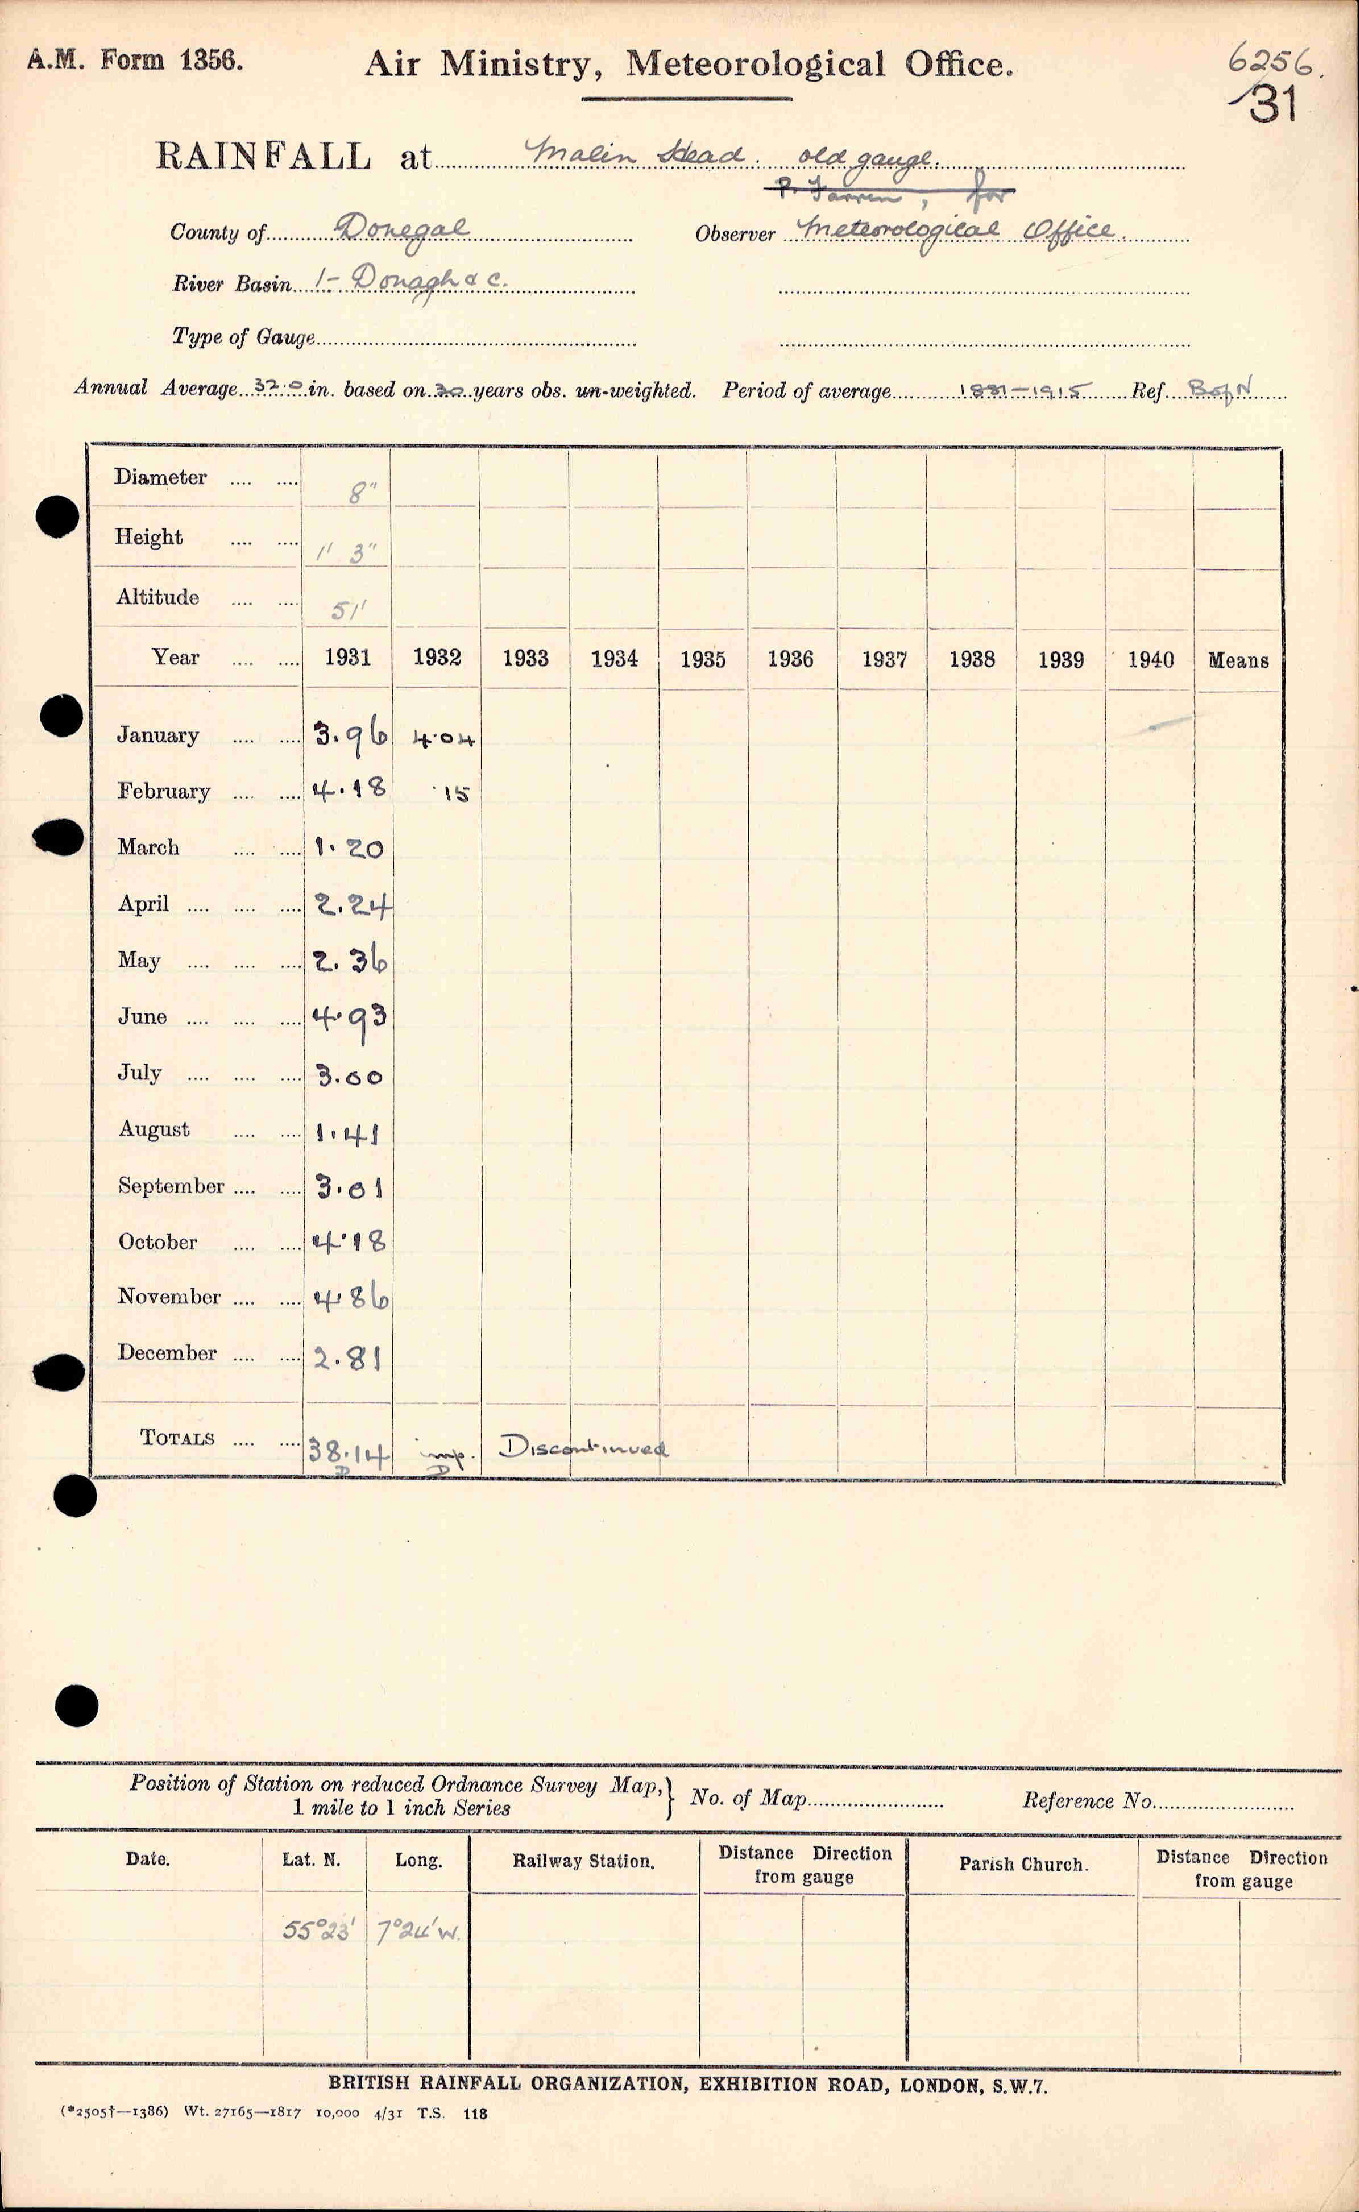 A.M. Form 1356. Air Ministry, Meteorological Office. 6256.
/31
RAINFALL at Malin Head. old gauge.
P. Farren, for
County of Donegal Observer Meteorological Office.
River Basin 1- Donagh &c.
Type of Gauge
Annual Average 32.0 in. based on 30 years obs. un-weighted. Period of average 1881-1915 Ref. B of N
Diameter .... .... 8"
Height .... .... 1' 3"
Altitude .... .... 51'
Year .... .... 1931 1932 1933 1934 1935 1936 1937 1938 1939 1940 Means
January .... .... 3.96 4.04
February .... .... 4.18 .15
March .... .... 1.20
April .... .... .... 2.24
May .... .... .... 2.36
June .... .... .... 4.93
July .... .... .... 3.00
August .... .... 1.41
September .... .... 3.01
October .... .... 4.18
November .... .... 4.86
December .... .... 2.81
TOTALS .... .... 38.14 imp. Discontinued
D D
Position of Station on reduced Ordnance Survey Map,} No. of Map Reference No.
1 mile to 1 inch Series
Date. Lat. N. Long. Railway Station. Distance Direction from gauge Parish Church. Distance Direction from gauge
55°23' 7°24'W.
BRITISH RAINFALL ORGANIZATION, EXHIBITION ROAD, LONDON, S.W.7.
(*2505†—1386) Wt. 27165—1817 10,000 4/31 T.S. 118